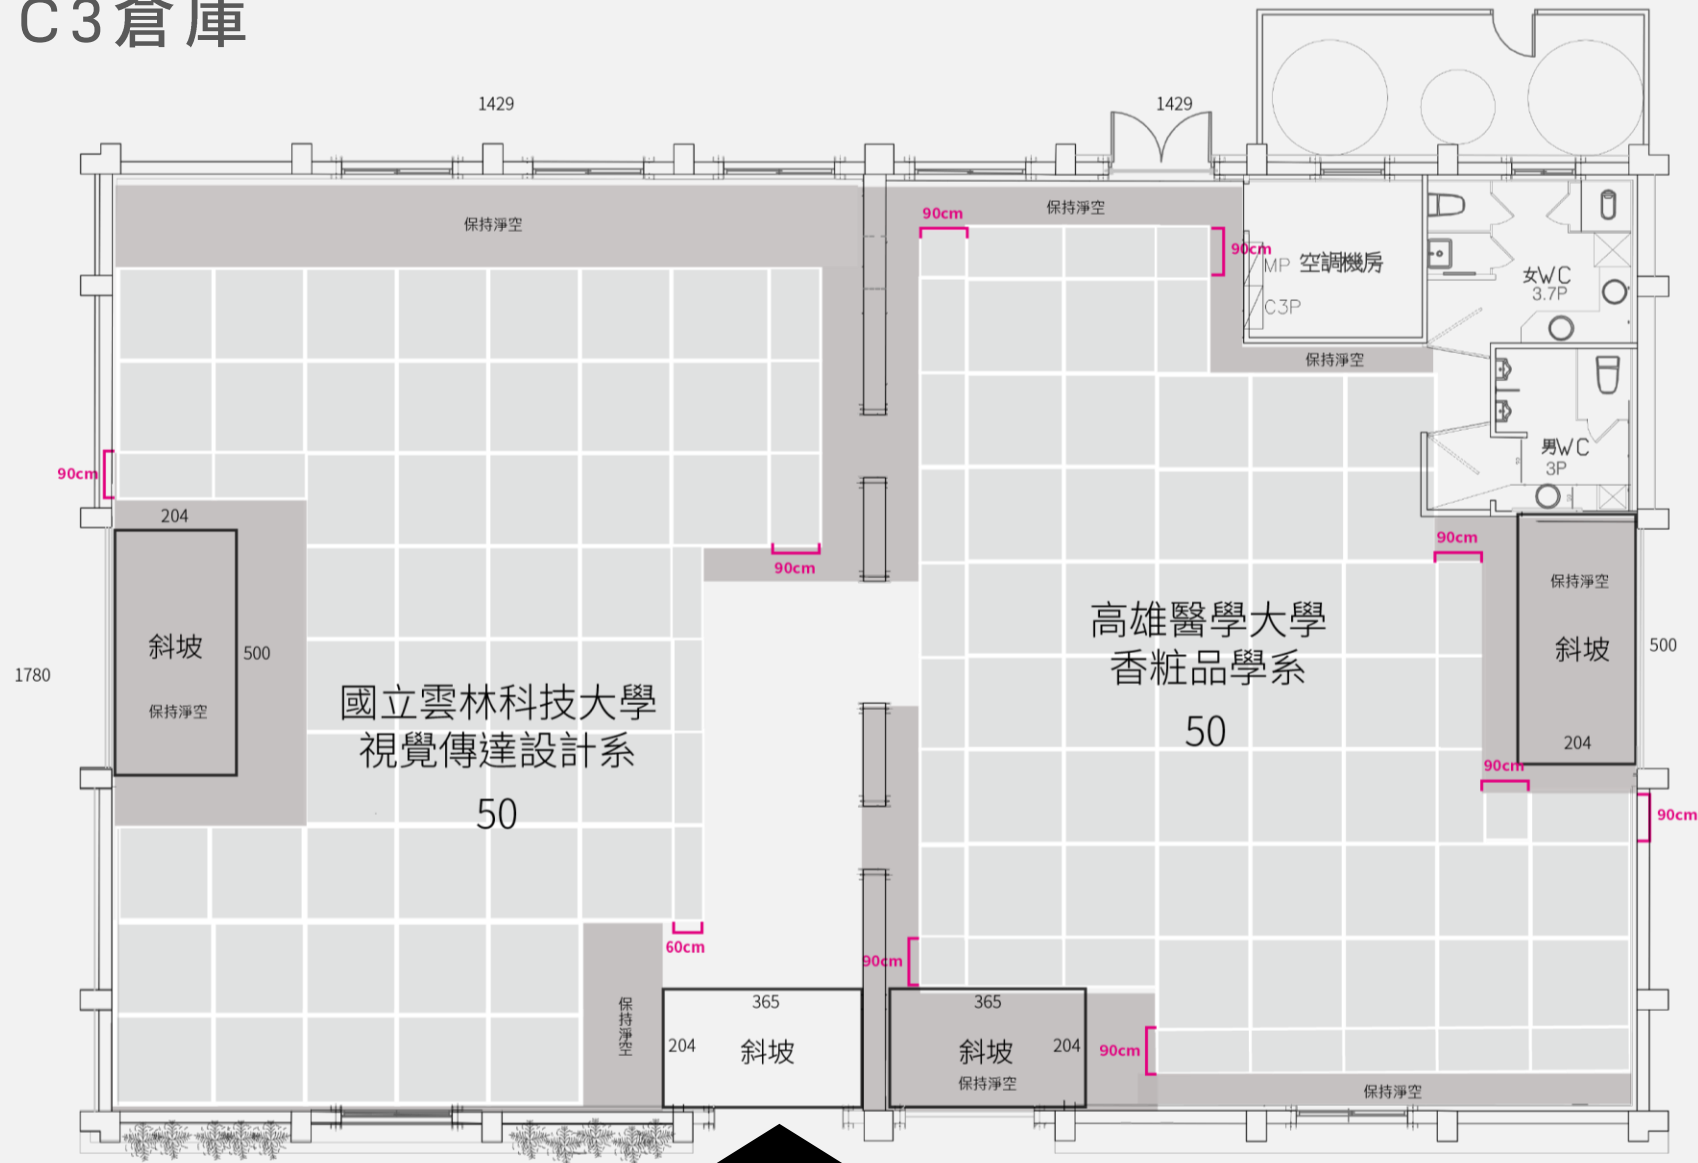 C3倉庫
1429
1429
保持淨空
90cm
保持淨空
90cm
MP
空調機房
C3P
女WC
3.7P
保持淨空
男WC
3P
90cm
204
90cm
90cm
斜坡
500
保持淨空
1780
國立雲林科技大學
視覺傳達設計系
50
高雄醫學大學
香粧品學系
50
保持淨空
斜坡
500
204
90cm
90cm
60cm
90cm
保持淨空
365
204
斜坡
365
斜坡
204
保持淨空
90cm
保持淨空